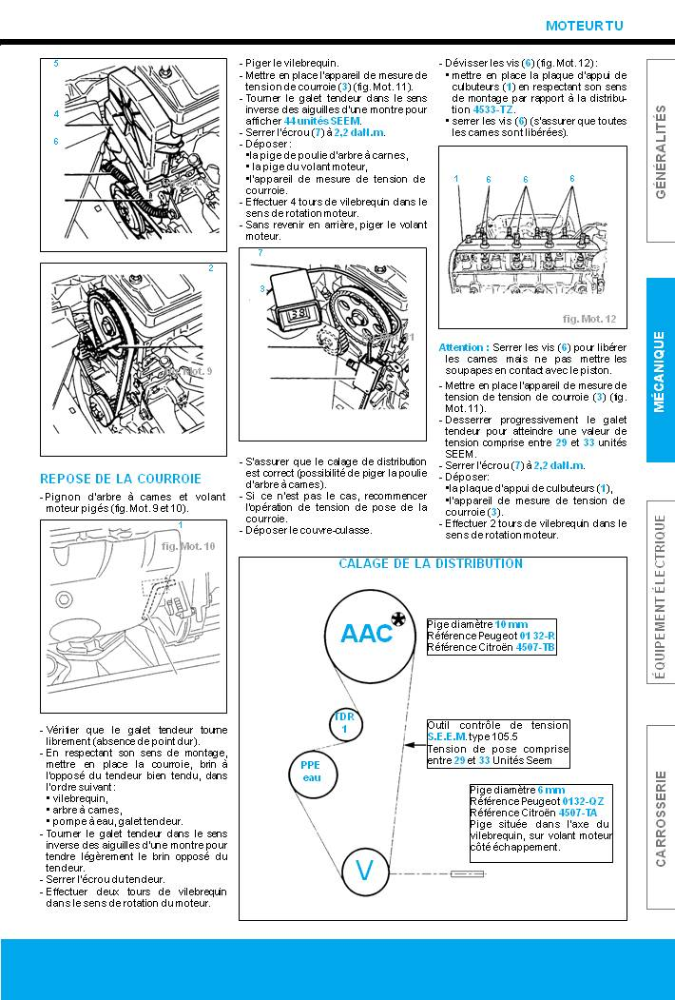 MOTEUR TU
5
4
6
2
fig. Mot. 9
REPOSE DE LA COURROIE
- Pignon d'arbre à cames et volant
moteur pigés (fig. Mot. 9 et 10).
1
fig. Mot. 10
- Vérifier que le galet tendeur tourne
librement (absence de point dur).
- En respectant son sens de montage,
mettre en place la courroie, brin à
l'opposé du tendeur bien tendu, dans
l'ordre suivant :
• vilebrequin,
• arbre à cames,
• pompe à eau, galet tendeur.
- Tourner le galet tendeur dans le sens
inverse des aiguilles d'une montre pour
tendre légèrement le brin opposé du
tendeur.
- Serrer l'écrou du tendeur.
- Effectuer deux tours de vilebrequin
dans le sens de rotation du moteur.
- Piger le vilebrequin.
- Mettre en place l'appareil de mesure de
tension de courroie (3) (fig. Mot. 11).
- Tourner le galet tendeur dans le sens
inverse des aiguilles d'une montre pour
afficher 44 unités SEEM.
- Serrer l'écrou (7) à 2,2 daN.m.
- Déposer :
•la pige de poulie d'arbre à carnes,
• la pige du volant moteur,
•l'appareil de mesure de tension de
courroie.
- Effectuer 4 tours de vilebrequin dans le
sens de rotation moteur.
- Sans revenir en arrière, piger le volant
moteur.
7
3
11
- S'assurer que le calage de distribution
est correct (possibilité de piger la poulie
d'arbre à cames).
- Si ce n'est pas le cas, recommencer
l'opération de tension de pose de la
courroie.
- Déposer le couvre-culasse.
- Dévisser les vis (6) (fig. Mot. 12) :
• mettre en place la plaque d'appui de
culbuteurs (1) en respectant son sens
de montage par rapport à la distribu-
tion 4533-TZ.
• serrer les vis (6) (s'assurer que toutes
les cames sont libérées).
1 6 6 6
fig. Mot. 12
Attention : Serrer les vis (6) pour libérer
les cames mais ne pas mettre les
soupapes en contact avec le piston.
- Mettre en place l'appareil de mesure de
tension de tension de courroie (3) (fig.
Mot. 11).
- Desserrer progressivement le galet
tendeur pour atteindre une valeur de
tension comprise entre 29 et 33 unités
SEEM.
- Serrer l'écrou (7) à 2,2 daN.m.
- Déposer:
•la plaque d'appui de culbuteurs (1),
•l'appareil de mesure de tension de
courroie (3).
- Effectuer 2 tours de vilebrequin dans le
sens de rotation moteur.
CALAGE DE LA DISTRIBUTION
AAC
Pige diamètre 10 mm
Référence Peugeot 0132-R
Référence Citroën 4507-TB
TDR
1
Outil contrôle de tension
S.E.E.M. type 105.5
Tension de pose comprise
entre 29 et 33 Unités Seem
PPE
eau
Pige diamètre 6 mm
Référence Peugeot 0132-QZ
Référence Citroën 4507-TA
Pige située dans l'axe du
vilebrequin, sur volant moteur
côté échappement.
V
GÉNÉRALITÉS
MÉCANIQUE
ÉQUIPEMENT ÉLECTRIQUE
CARROSSERIE